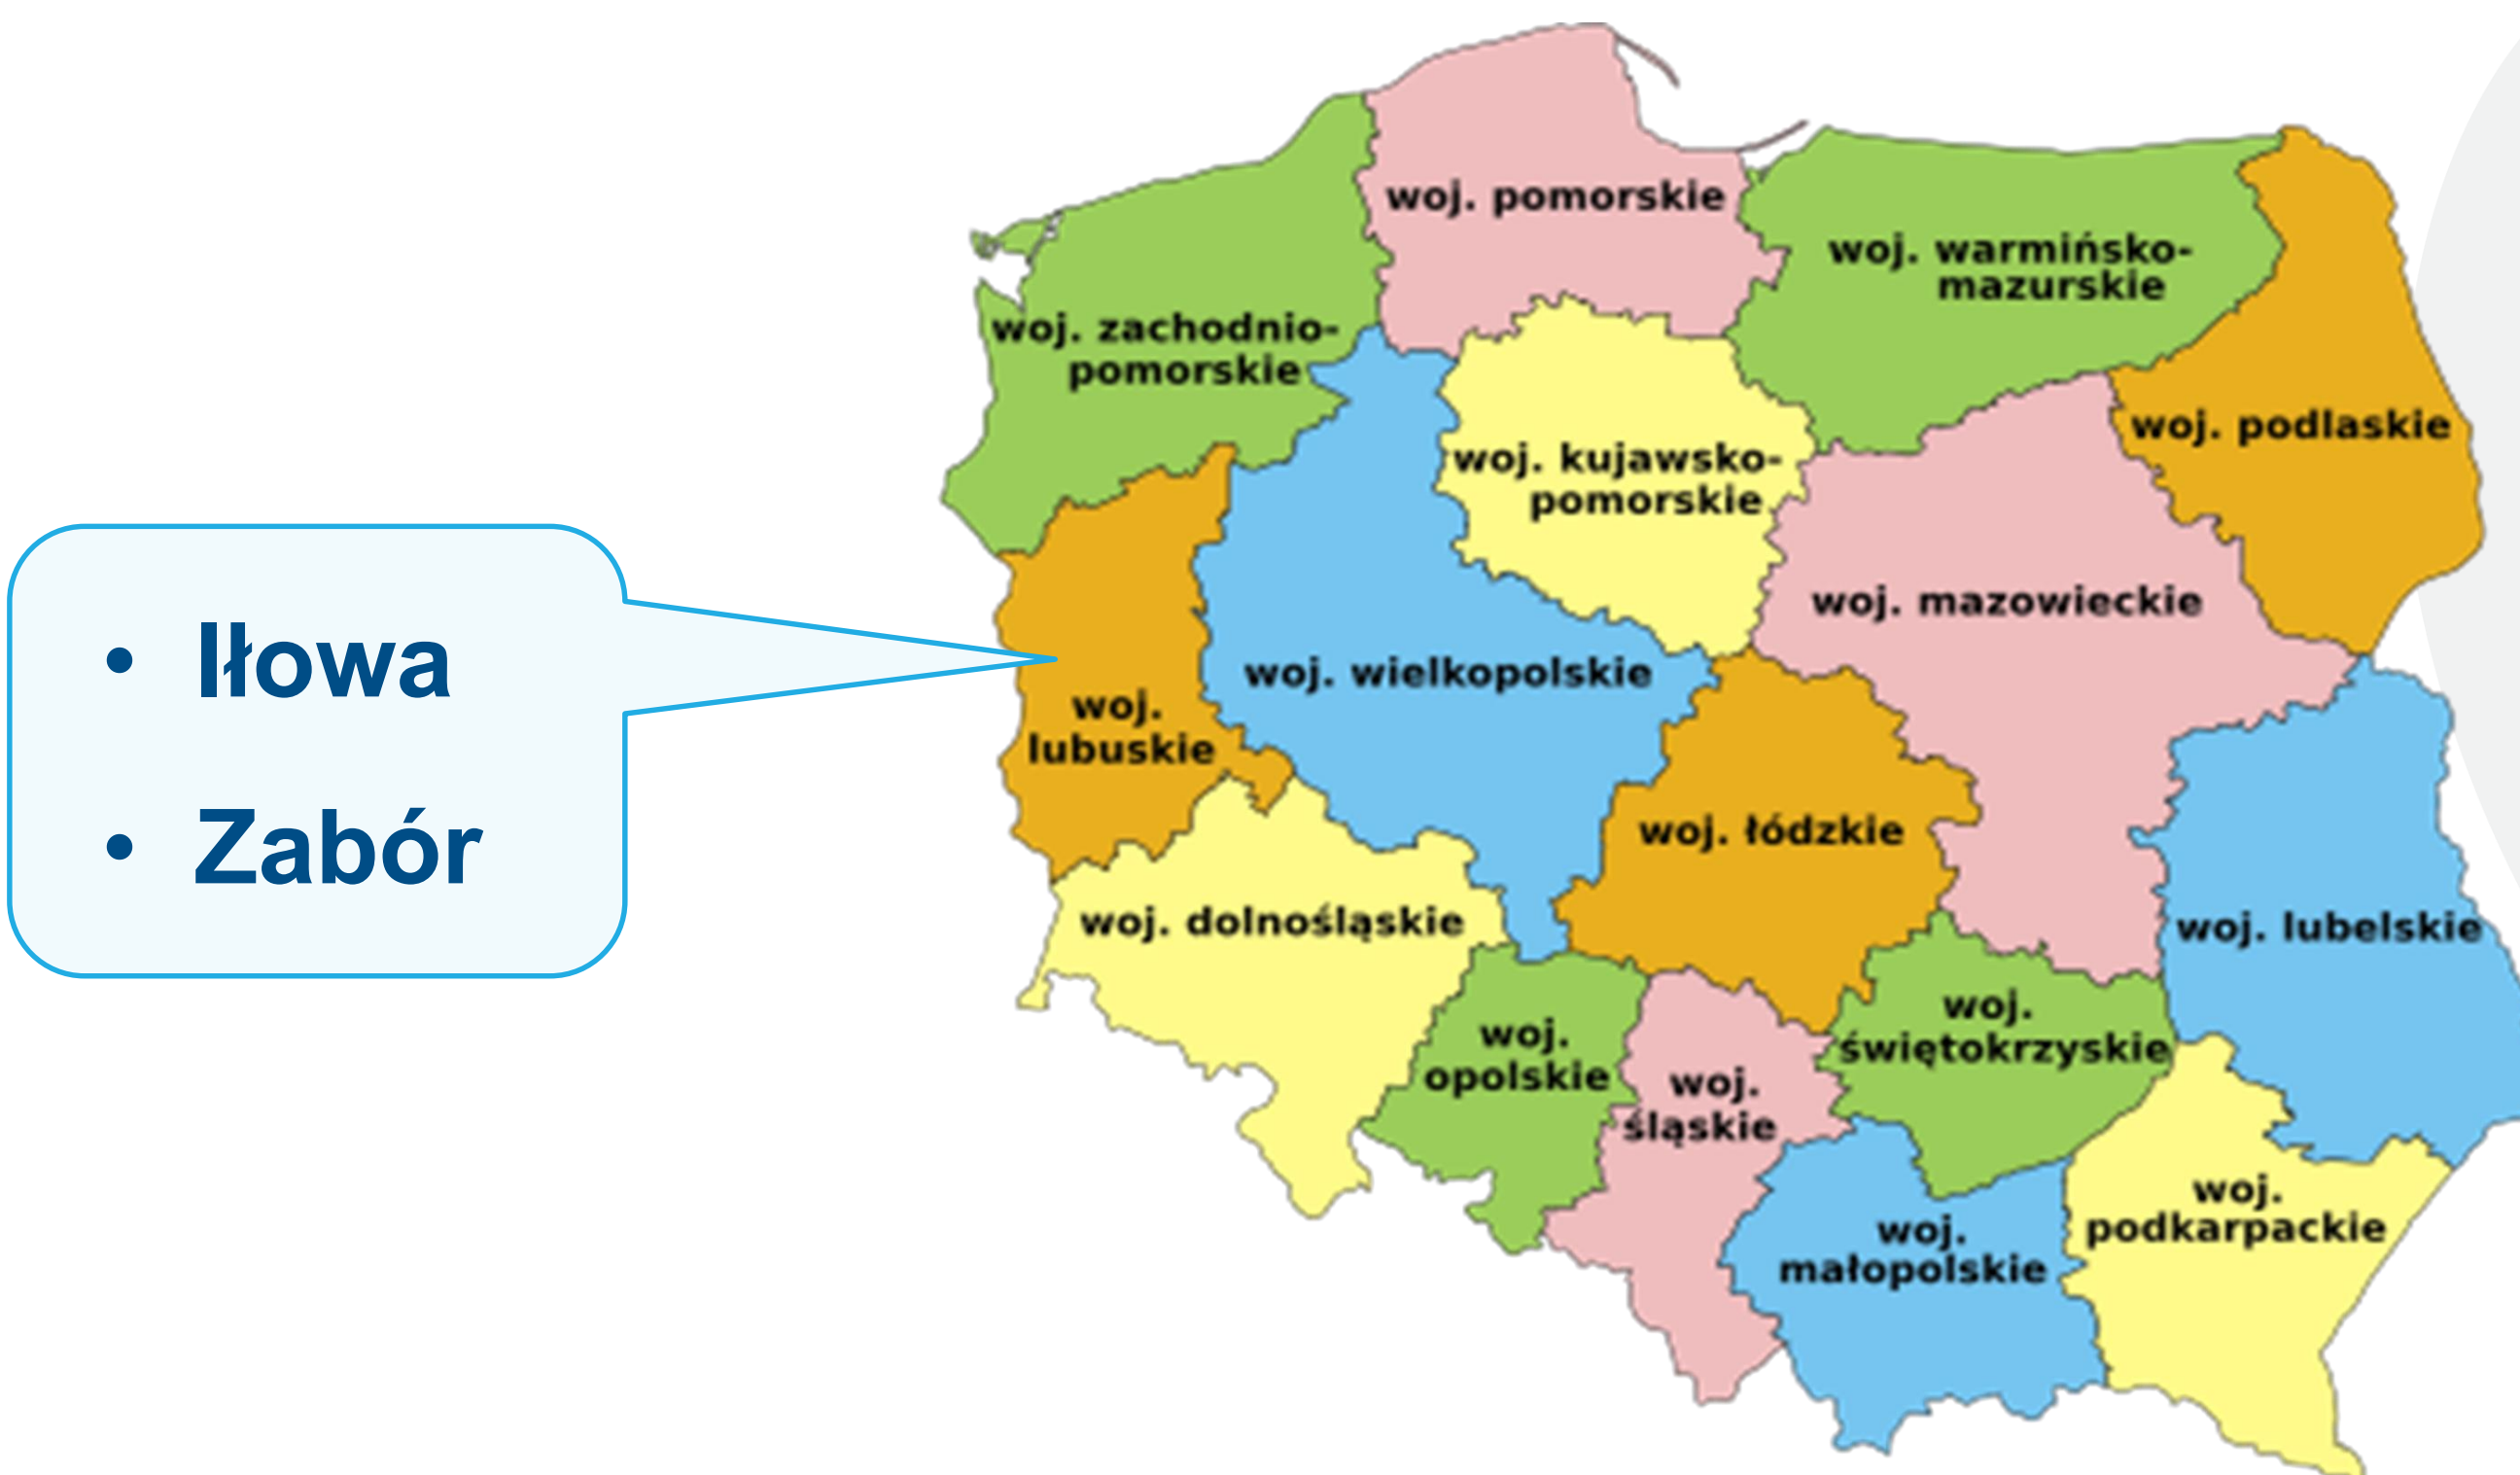 • Iłowa
• Zabór
woj. pomorskie
woj. warmińsko-
mazurskie
woj. zachodnio-
pomorskie
woj. podlaskie
woj. kujawsko-
pomorskie
woj. mazowieckie
woj. wielkopolskie
woj.
lubuskie
woj. łódzkie
woj. dolnośląskie
woj. lubelskie
woj.
świętokrzyskie
woj.
opolskie
woj.
śląskie
woj.
podkarpackie
woj.
małopolskie